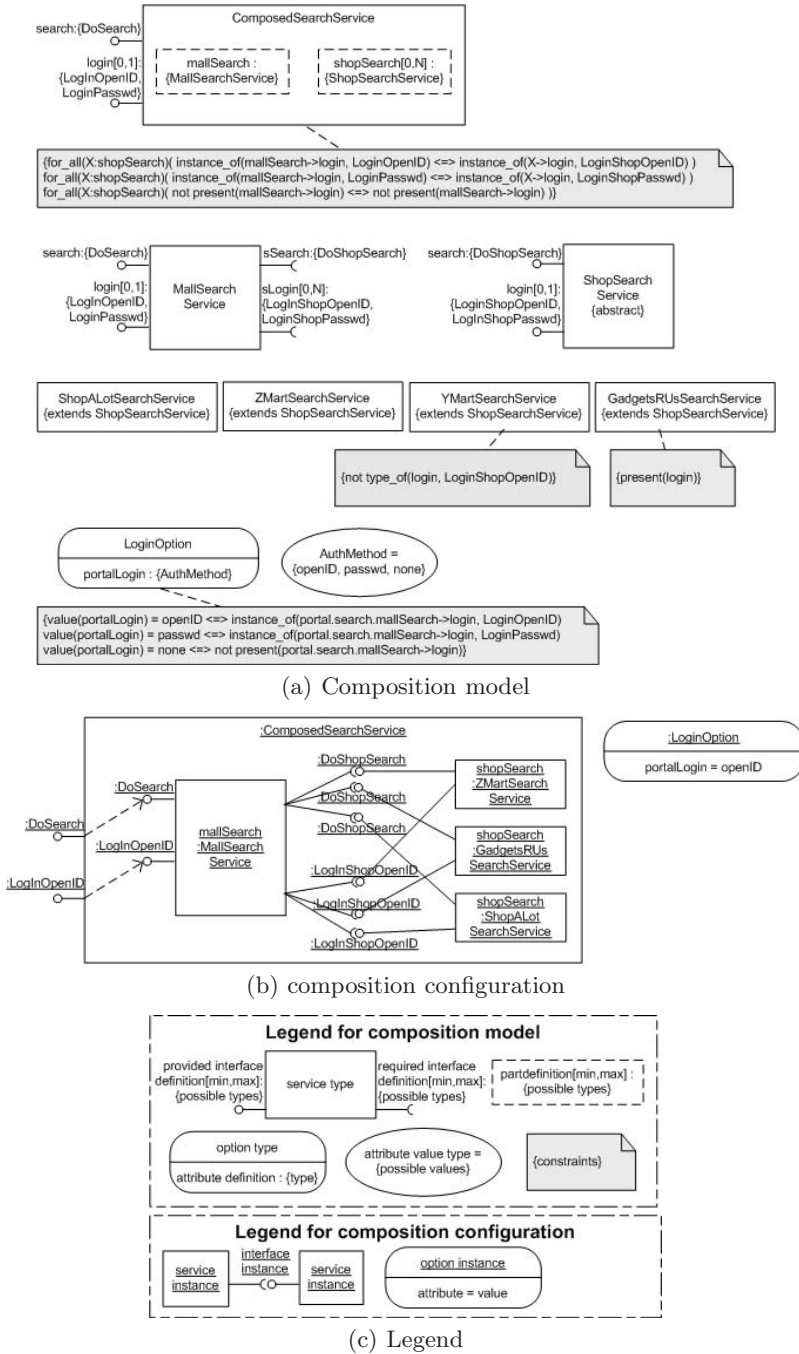 ComposedSearchService
search:{DoSearch}
login[0,1]:
{LogInOpenID,
LoginPasswd}
mallSearch :
{MallSearchService}
shopSearch[0,N] :
{ShopSearchService}
{for_all(X:shopSearch)( instance_of(mallSearch->login, LoginOpenID) <=> instance_of(X->login, LoginShopOpenID) )
for_all(X:shopSearch)( instance_of(mallSearch->login, LoginPasswd) <=> instance_of(X->login, LoginShopPasswd) )
for_all(X:shopSearch)( not present(mallSearch->login) <=> not present(mallSearch->login) )}
search:{DoSearch}
login[0,1]:
{LogInOpenID,
LoginPasswd}
MallSearch
Service
sSearch:{DoShopSearch}
sLogin[0,N]:
{LogInShopOpenID,
LoginShopPasswd}
search:{DoShopSearch}
login[0,1]:
{LogInShopOpenID,
LogInShopPasswd}
ShopSearch
Service
{abstract}
ShopALotSearchService
{extends ShopSearchService}
ZMartSearchService
{extends ShopSearchService}
YMartSearchService
{extends ShopSearchService}
GadgetsRUsSearchService
{extends ShopSearchService}
{not type_of(login, LoginShopOpenID)}
{present(login)}
LoginOption
portalLogin : {AuthMethod}
AuthMethod =
{openID, passwd, none}
{value(portalLogin) = openID <=> instance_of(portal.search.mallSearch->login, LoginOpenID)
value(portalLogin) = passwd <=> instance_of(portal.search.mallSearch->login, LoginPasswd)
value(portalLogin) = none <=> not present(portal.search.mallSearch->login)}
(a) Composition model
:ComposedSearchService
:DoSearch
:LogInOpenID
:DoSearch
:LogInOpenID
mallSearch
:MallSearch
Service
:DoShopSearch
:DoShopSearch
:DoShopSearch
:LogInShopOpenID
:LogInShopOpenID
:LogInShopOpenID
shopSearch
:ZMartSearch
Service
shopSearch
:GadgetsRUs
SearchService
shopSearch
:ShopALot
SearchService
:LoginOption
portalLogin = openID
(b) composition configuration
Legend for composition model
provided interface
definition[min,max]:
{possible types}
service type
required interface
definition[min,max]:
{possible types}
partdefinition[min,max] :
{possible types}
option type
attribute definition : {type}
attribute value type =
{possible values}
{constraints}
Legend for composition configuration
service
instance
interface
instance
service
instance
option instance
attribute = value
(c) Legend